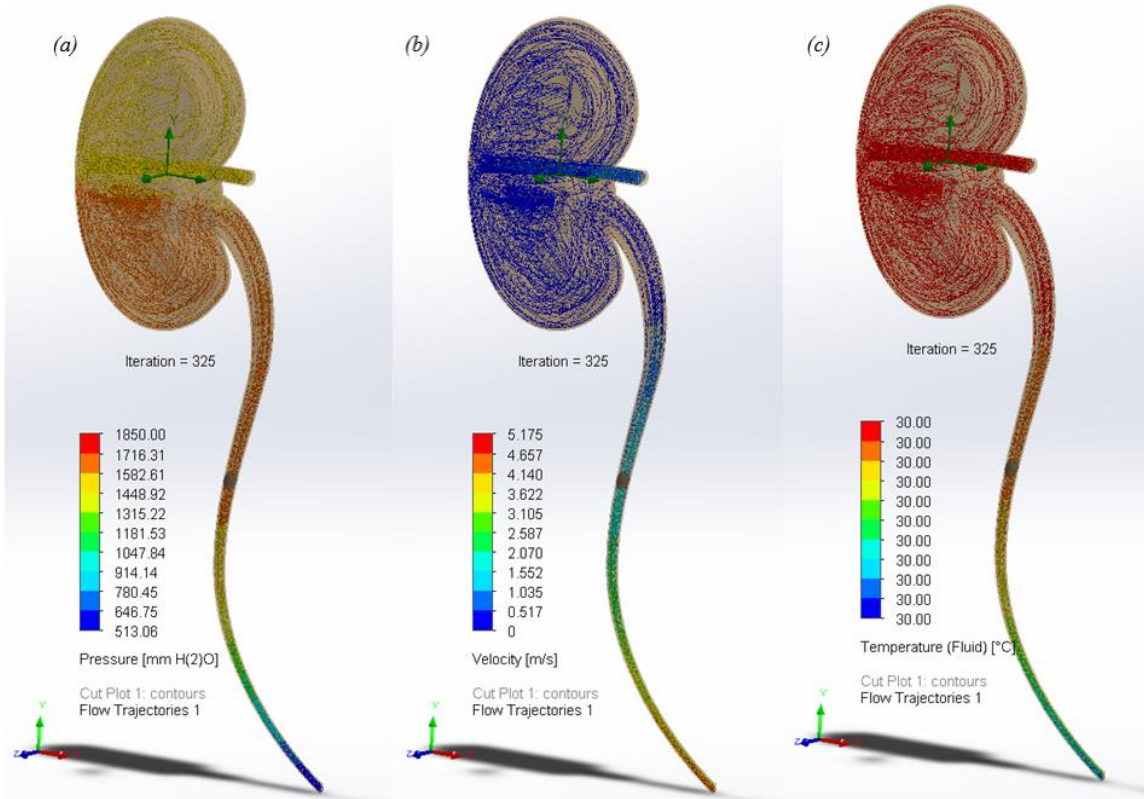 (a)
Iteration = 325
1850.00
1716.31
1582.61
1448.92
1315.22
1181.53
1047.84
914.14
780.45
646.75
513.06
Pressure [mm H(2)O]
Cut Plot 1: contours
Flow Trajectories 1
Y
Y
Z
X
(b)
Iteration = 325
5.175
4.657
4.140
3.622
3.105
2.587
2.070
1.552
1.035
0.517
0
Velocity [m/s]
Cut Plot 1: contours
Flow Trajectories 1
Y
Y
Z
X
(c)
Iteration = 325
30.00
30.00
30.00
30.00
30.00
30.00
30.00
30.00
30.00
30.00
30.00
Temperature (Fluid) [°C]
Cut Plot 1: contours
Flow Trajectories 1
Y
Y
Z
X